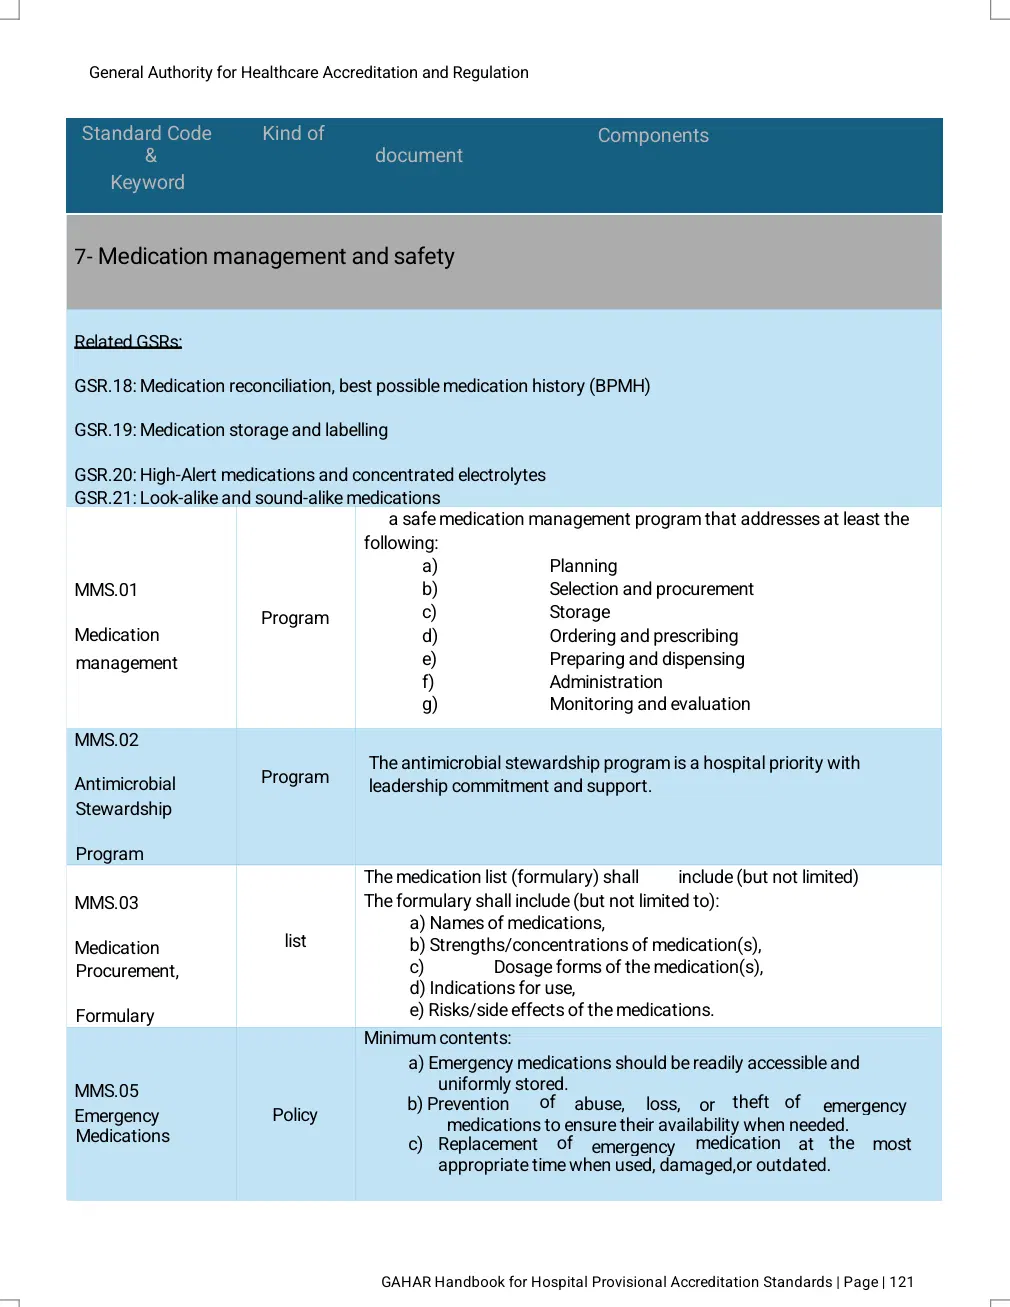 General Authority for Healthcare Accreditation and Regulation
Standard Code
&
Keyword
Kind of
document
Components
7- Medication management and safety
Related GSRs:
GSR.18: Medication reconciliation, best possible medication history (BPMH)
GSR.19: Medication storage and labelling
GSR.20: High-Alert medications and concentrated electrolytes
GSR.21: Look-alike and sound-alike medications
MMS.01
Medication
management
Program
a safe medication management program that addresses at least the
following:
a) Planning
b) Selection and procurement
c) Storage
d) Ordering and prescribing
e) Preparing and dispensing
f) Administration
g) Monitoring and evaluation
MMS.02
Antimicrobial
Stewardship
Program
Program
The antimicrobial stewardship program is a hospital priority with
leadership commitment and support.
MMS.03
Medication
Procurement,
Formulary
list
The medication list (formulary) shall include (but not limited)
The formulary shall include (but not limited to):
a) Names of medications,
b) Strengths/concentrations of medication(s),
c) Dosage forms of the medication(s),
d) Indications for use,
e) Risks/side effects of the medications.
MMS.05
Emergency
Medications
Policy
Minimum contents:
a) Emergency medications should be readily accessible and
uniformly stored.
b) Prevention of abuse, loss, or theft of emergency
medications to ensure their availability when needed.
c) Replacement of emergency medication at the most
appropriate time when used, damaged,or outdated.
GAHAR Handbook for Hospital Provisional Accreditation Standards | Page | 121